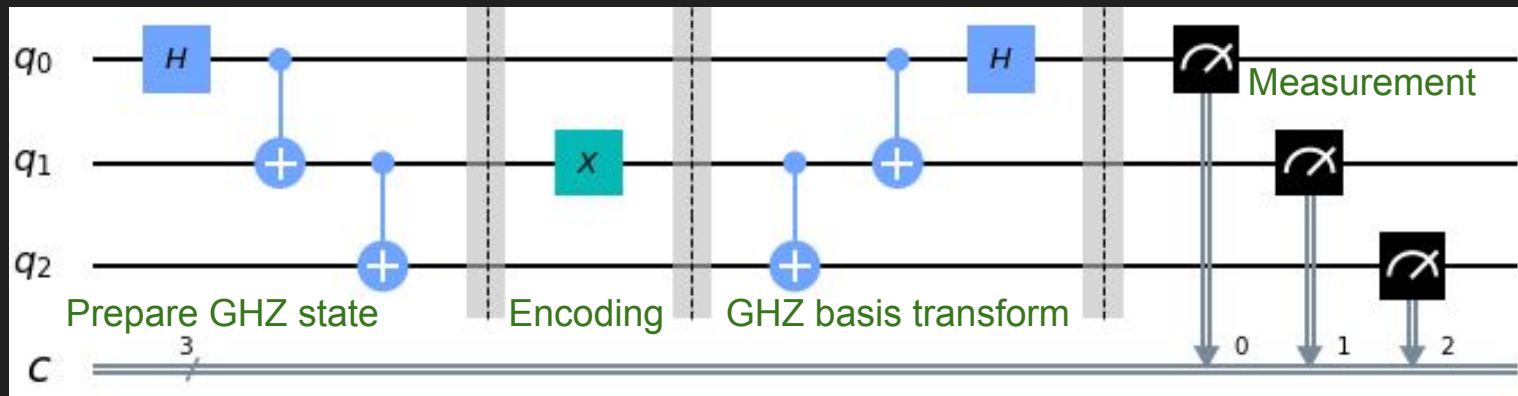 q0 H H
Measurement
q1 X
q2
Prepare GHZ state Encoding GHZ basis transform
3 0 1 2
c